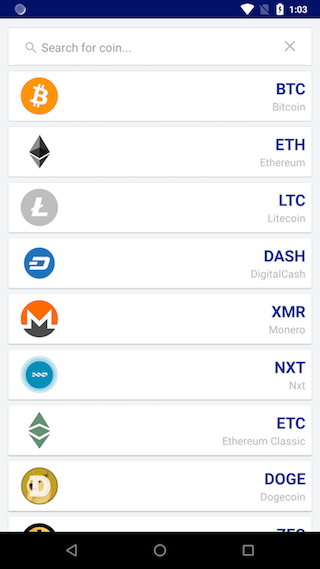 1:03
Search for coin...
BTC
Bitcoin
ETH
Ethereum
LTC
Litecoin
DASH
DigitalCash
XMR
Monero
NXT
Nxt
ETC
Ethereum Classic
DOGE
Dogecoin